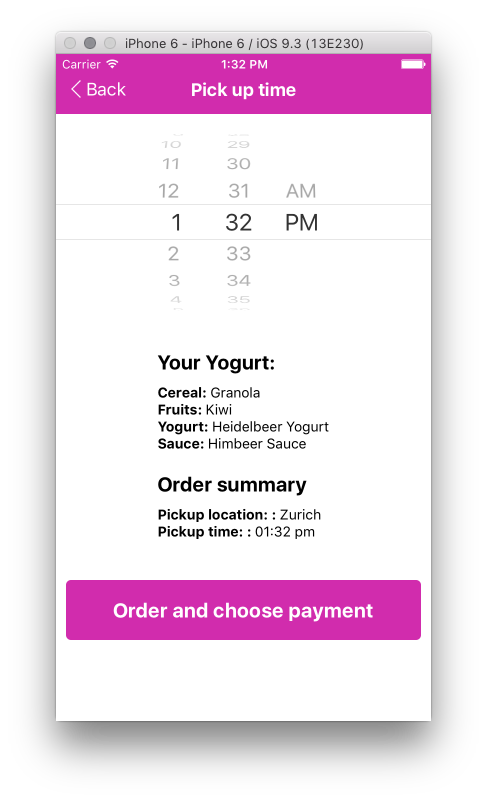 iPhone 6 - iPhone 6 / iOS 9.3 (13E230)
Carrier 1:32 PM
Back Pick up time
10 29
11 30
12 31 AM
1 32 PM
2 33
3 34
4 35
Your Yogurt:
Cereal: Granola
Fruits: Kiwi
Yogurt: Heidelbeer Yogurt
Sauce: Himbeer Sauce
Order summary
Pickup location: : Zurich
Pickup time: : 01:32 pm
Order and choose payment